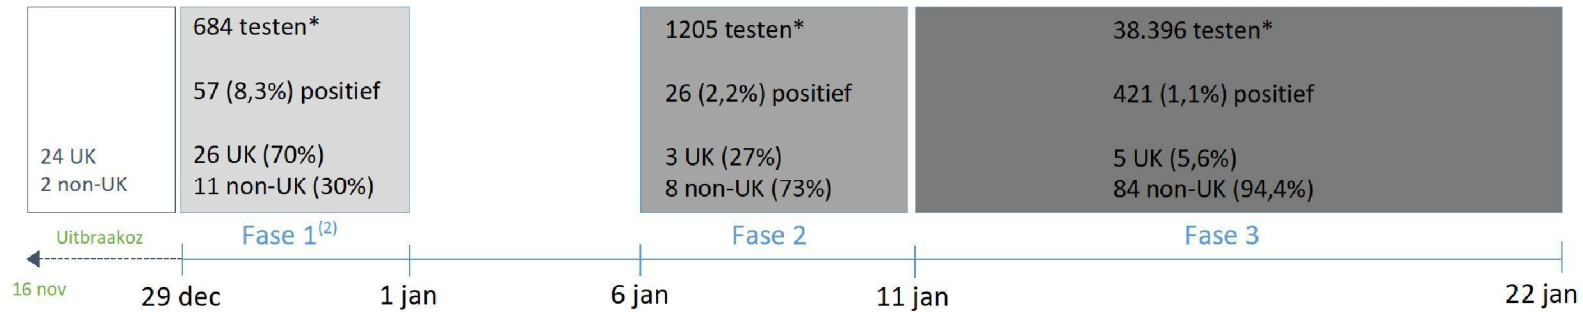 24 UK
2 non-UK
684 testen*
57 (8,3%) positief
26 UK (70%)
11 non-UK (30%)
1205 testen*
26 (2,2%) positief
3 UK (27%)
8 non-UK (73%)
38.396 testen*
421 (1,1%) positief
5 UK (5,6%)
84 non-UK (94,4%)
Uitbraakoz
Fase 1(2)
Fase 2
Fase 3
16 nov
29 dec
1 jan
6 jan
11 jan
22 jan